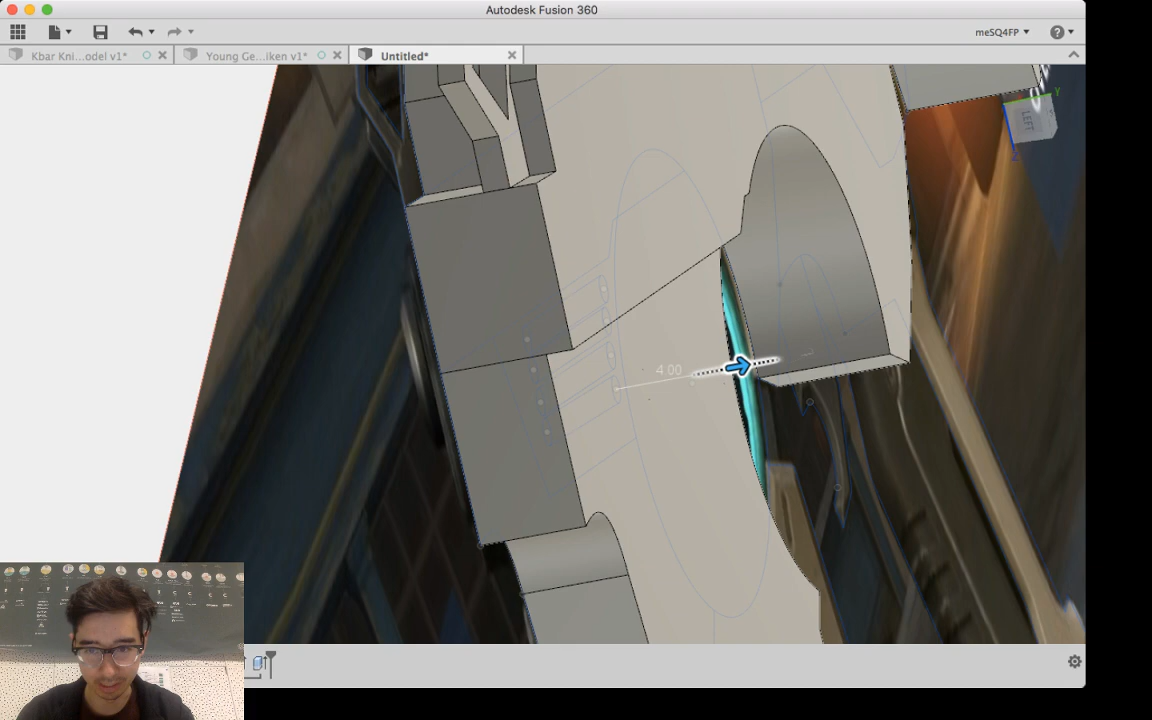 Autodesk Fusion 360
meSQ4FP
Kbar Kni...odel v1*
Young Ge...iken v1*
Untitled*
Y
LEFT
Z
4.00